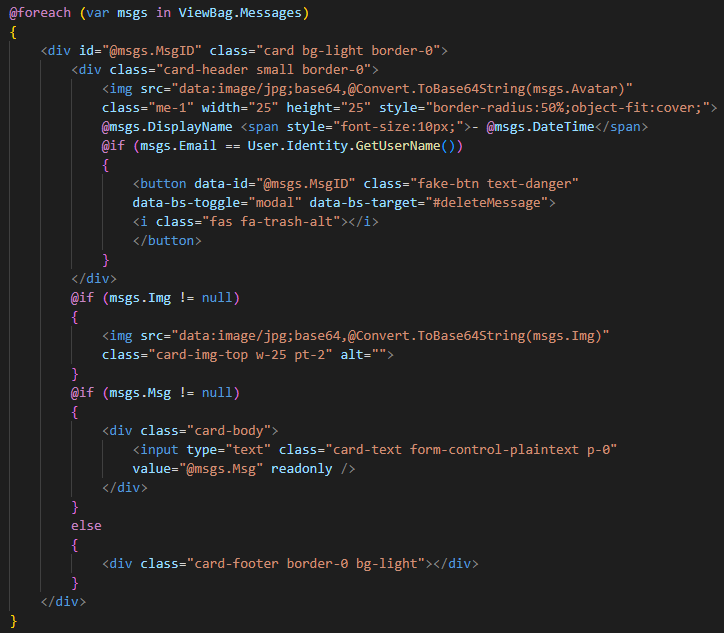 @foreach (var msgs in ViewBag.Messages)
{
<div id="@msgs.MsgID" class="card bg-light border-0">
<div class="card-header small border-0">
<img src="data:image/jpg;base64,@Convert.ToBase64String(msgs.Avatar)"
class="me-1" width="25" height="25" style="border-radius:50%;object-fit:cover;">
@msgs.DisplayName <span style="font-size:10px;">- @msgs.DateTime</span>
@if (msgs.Email == User.Identity.GetUserName())
{
<button data-id="@msgs.MsgID" class="fake-btn text-danger"
data-bs-toggle="modal" data-bs-target="#deleteMessage">
<i class="fas fa-trash-alt"></i>
</button>
}
</div>
@if (msgs.Img != null)
{
<img src="data:image/jpg;base64,@Convert.ToBase64String(msgs.Img)"
class="card-img-top w-25 pt-2" alt="">
}
@if (msgs.Msg != null)
{
<div class="card-body">
<input type="text" class="card-text form-control-plaintext p-0"
value="@msgs.Msg" readonly />
</div>
}
else
{
<div class="card-footer border-0 bg-light"></div>
}
</div>
}